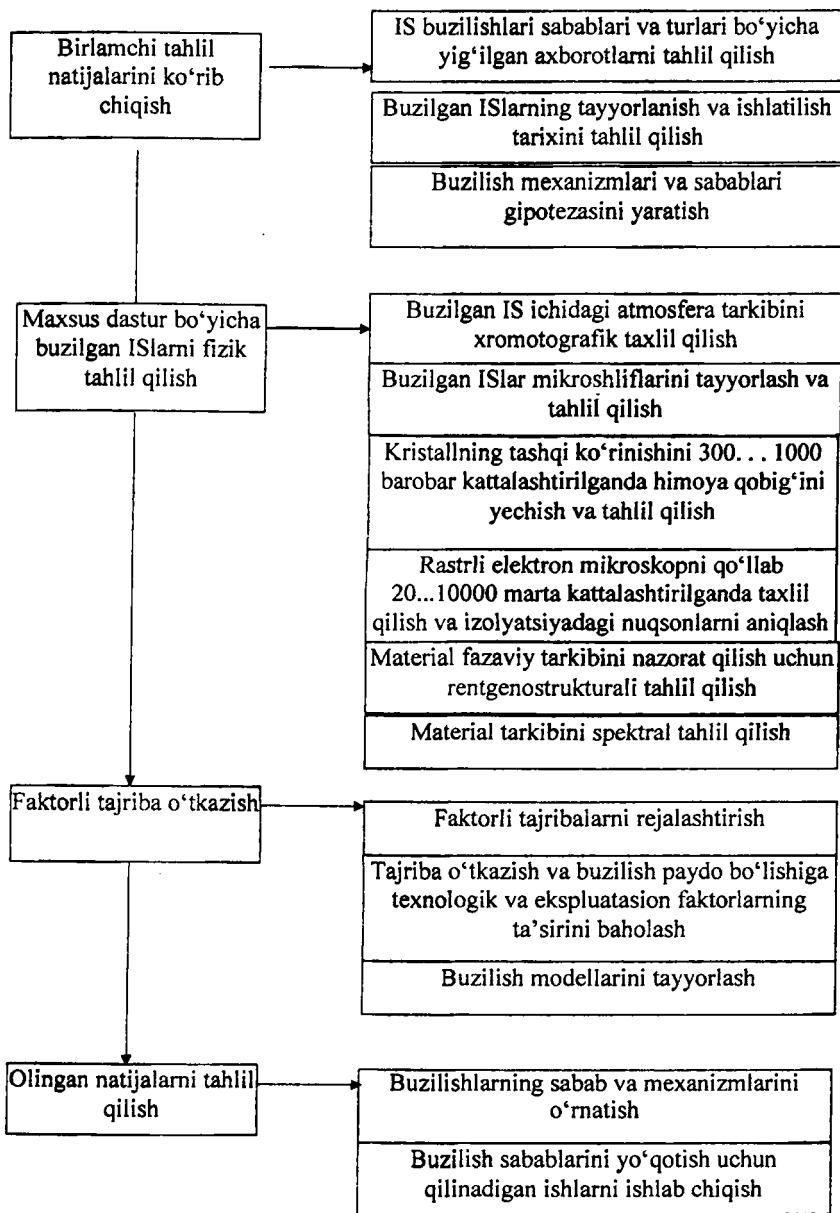 Birlamchi tahlil
natijalarini ko‘rib
chiqish
IS buzilishlari sabablari va turlari bo‘yicha
yig‘ilgan axborotlarni tahlil qilish
Buzilgan ISlarning tayyorlanish va ishlatilish
tarixini tahlil qilish
Buzilish mexanizmlari va sabablari
gipotezasini yaratish
Maxsus dastur bo‘yicha
buzilgan ISlarni fizik
tahlil qilish
Buzilgan IS ichidagi atmosfera tarkibini
xromotografik taxlil qilish
Buzilgan ISlar mikroshliflarini tayyorlash va
tahlil qilish
Kristallning tashqi ko‘rinishini 300. . . 1000
barobar kattalashtirilganda himoya qobig‘ini
yechish va tahlil qilish
Rastrli elektron mikroskopni qo‘llab
20...10000 marta kattalashtirilganda taxlil
qilish va izolyatsiyadagi nuqsonlarni aniqlash
Material fazaviy tarkibini nazorat qilish uchun
rentgenostrukturali tahlil qilish
Material tarkibini spektral tahlil qilish
Faktorli tajriba o‘tkazish
Faktorli tajribalarni rejalashtirish
Tajriba o‘tkazish va buzilish paydo bo‘lishiga
texnologik va ekspluatasion faktorlarning
ta’sirini baholash
Buzilish modellarini tayyorlash
Olingan natijalarni tahlil
qilish
Buzilishlarning sabab va mexanizmlarini
o‘rnatish
Buzilish sabablarini yo‘qotish uchun
qilinadigan ishlarni ishlab chiqish